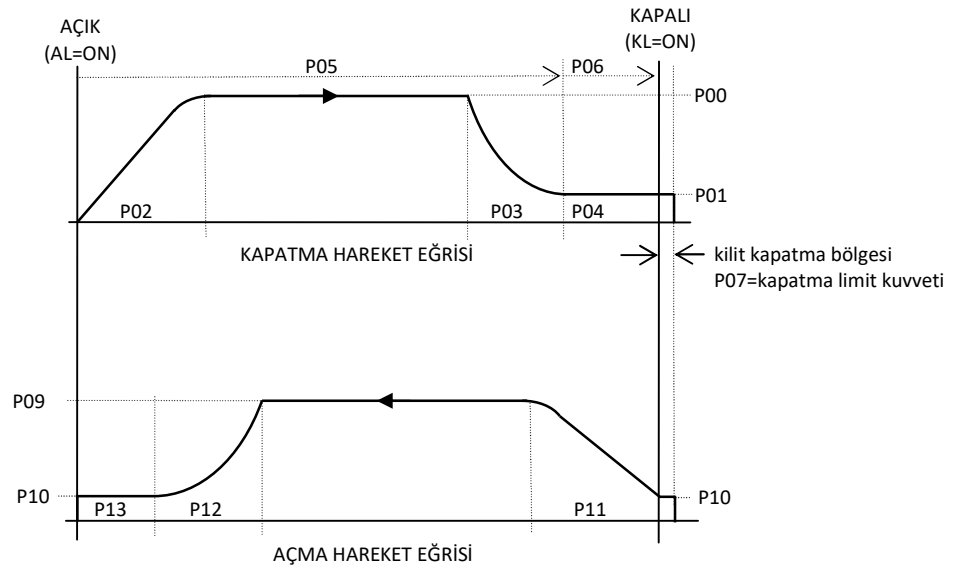 AÇIK
(AL=ON)
KAPALI
(KL=ON)
P05
P06
P00
P01
P02
P03
P04
KAPATMA HAREKET EĞRİSİ
kilit kapatma bölgesi
P07=kapatma limit kuvveti
P09
P10
P13
P12
P11
P10
AÇMA HAREKET EĞRİSİ